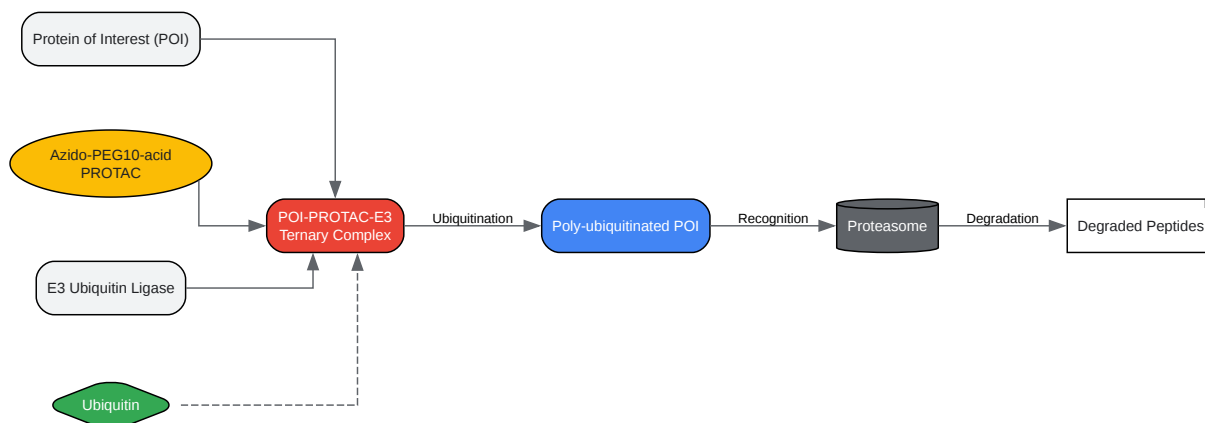 Protein of Interest (POI)
Azido-PEG10-acid
PROTAC
POI-PROTAC-E3
Ternary Complex
Ubiquitination
Poly-ubiquitinated POI
Recognition
Proteasome
Degradation
Degraded Peptides
E3 Ubiquitin Ligase
Ubiquitin